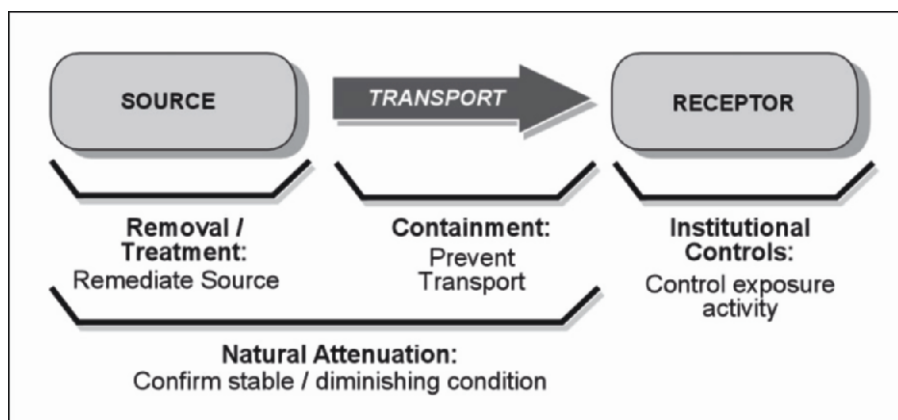 SOURCE
TRANSPORT
RECEPTOR
Removal /
Treatment:
Remediate Source
Containment:
Prevent
Transport
Institutional
Controls:
Control exposure
activity
Natural Attenuation:
Confirm stable / diminishing condition